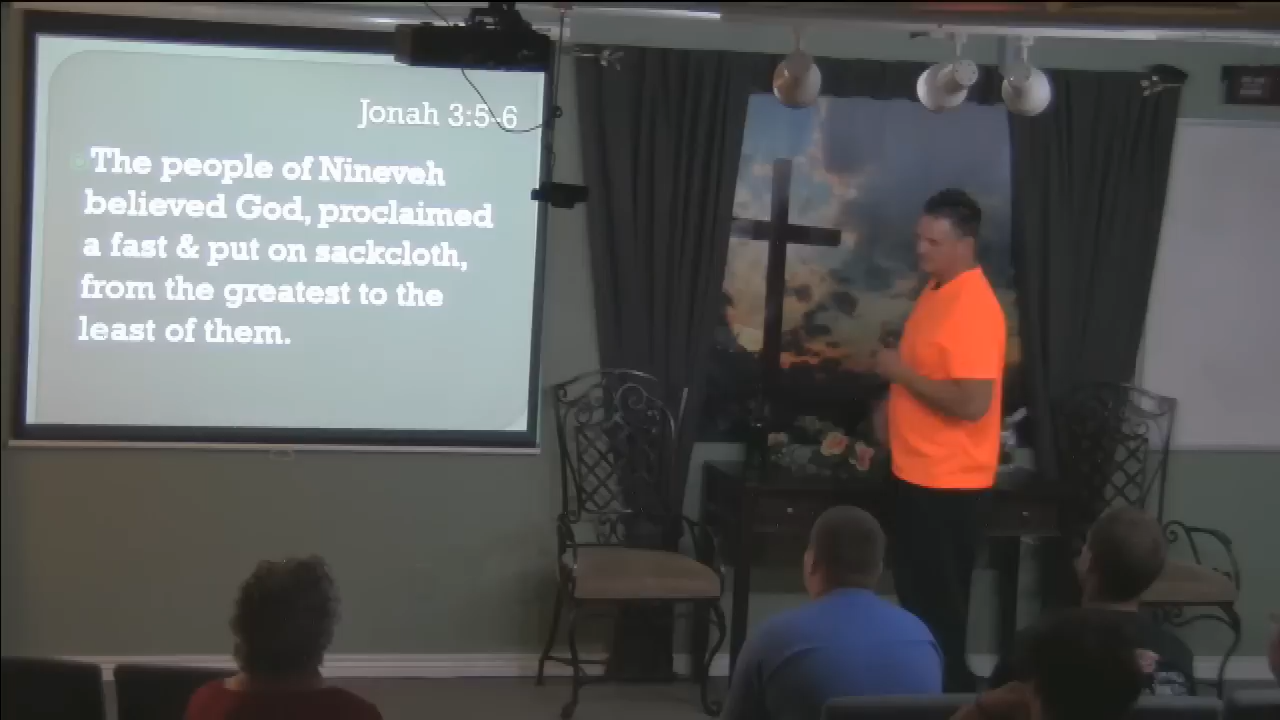 Jonah 3:5-6
The people of Nineveh
believed God, proclaimed
a fast & put on sackcloth,
from the greatest to the
least of them.